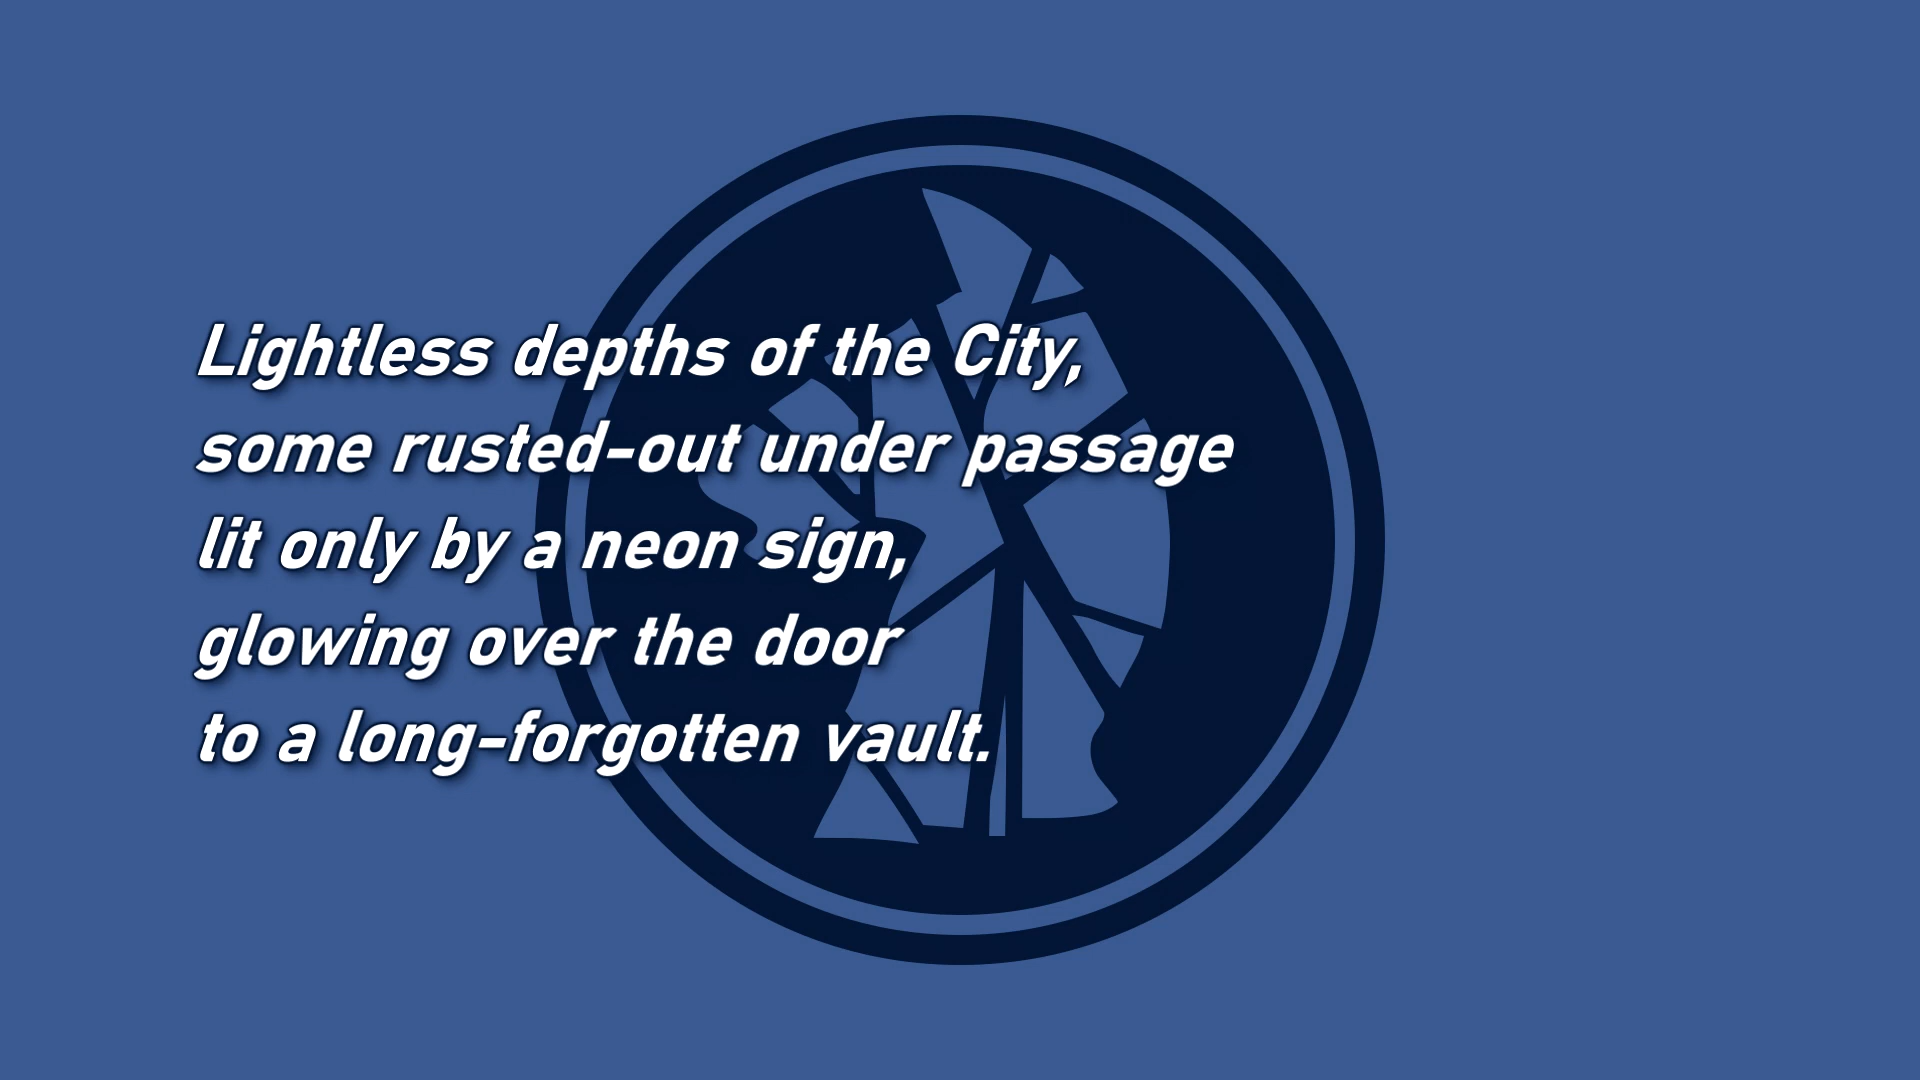 Lightless depths of the City,
some rusted-out under passage
lit only by a neon sign,
glowing over the door
to a long-forgotten vault.